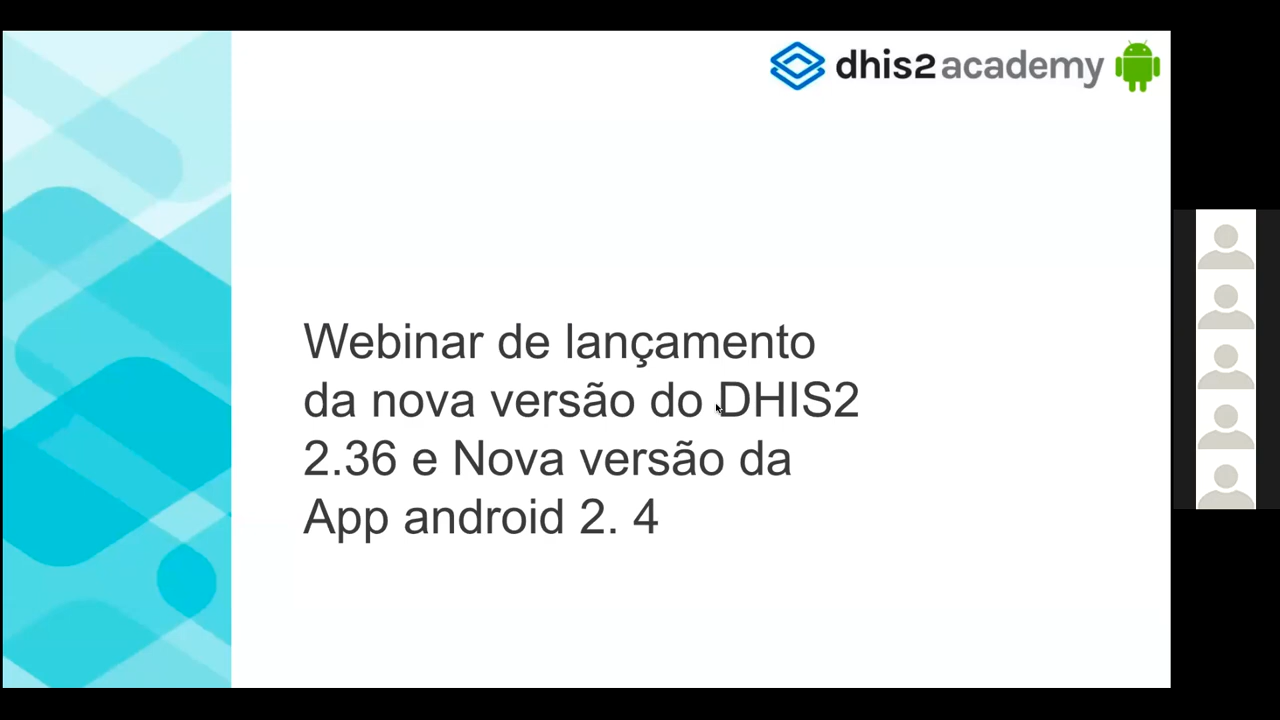 dhis2 academy
Webinar de lançamento
da nova versão do DHIS2
2.36 e Nova versão da
App android 2. 4